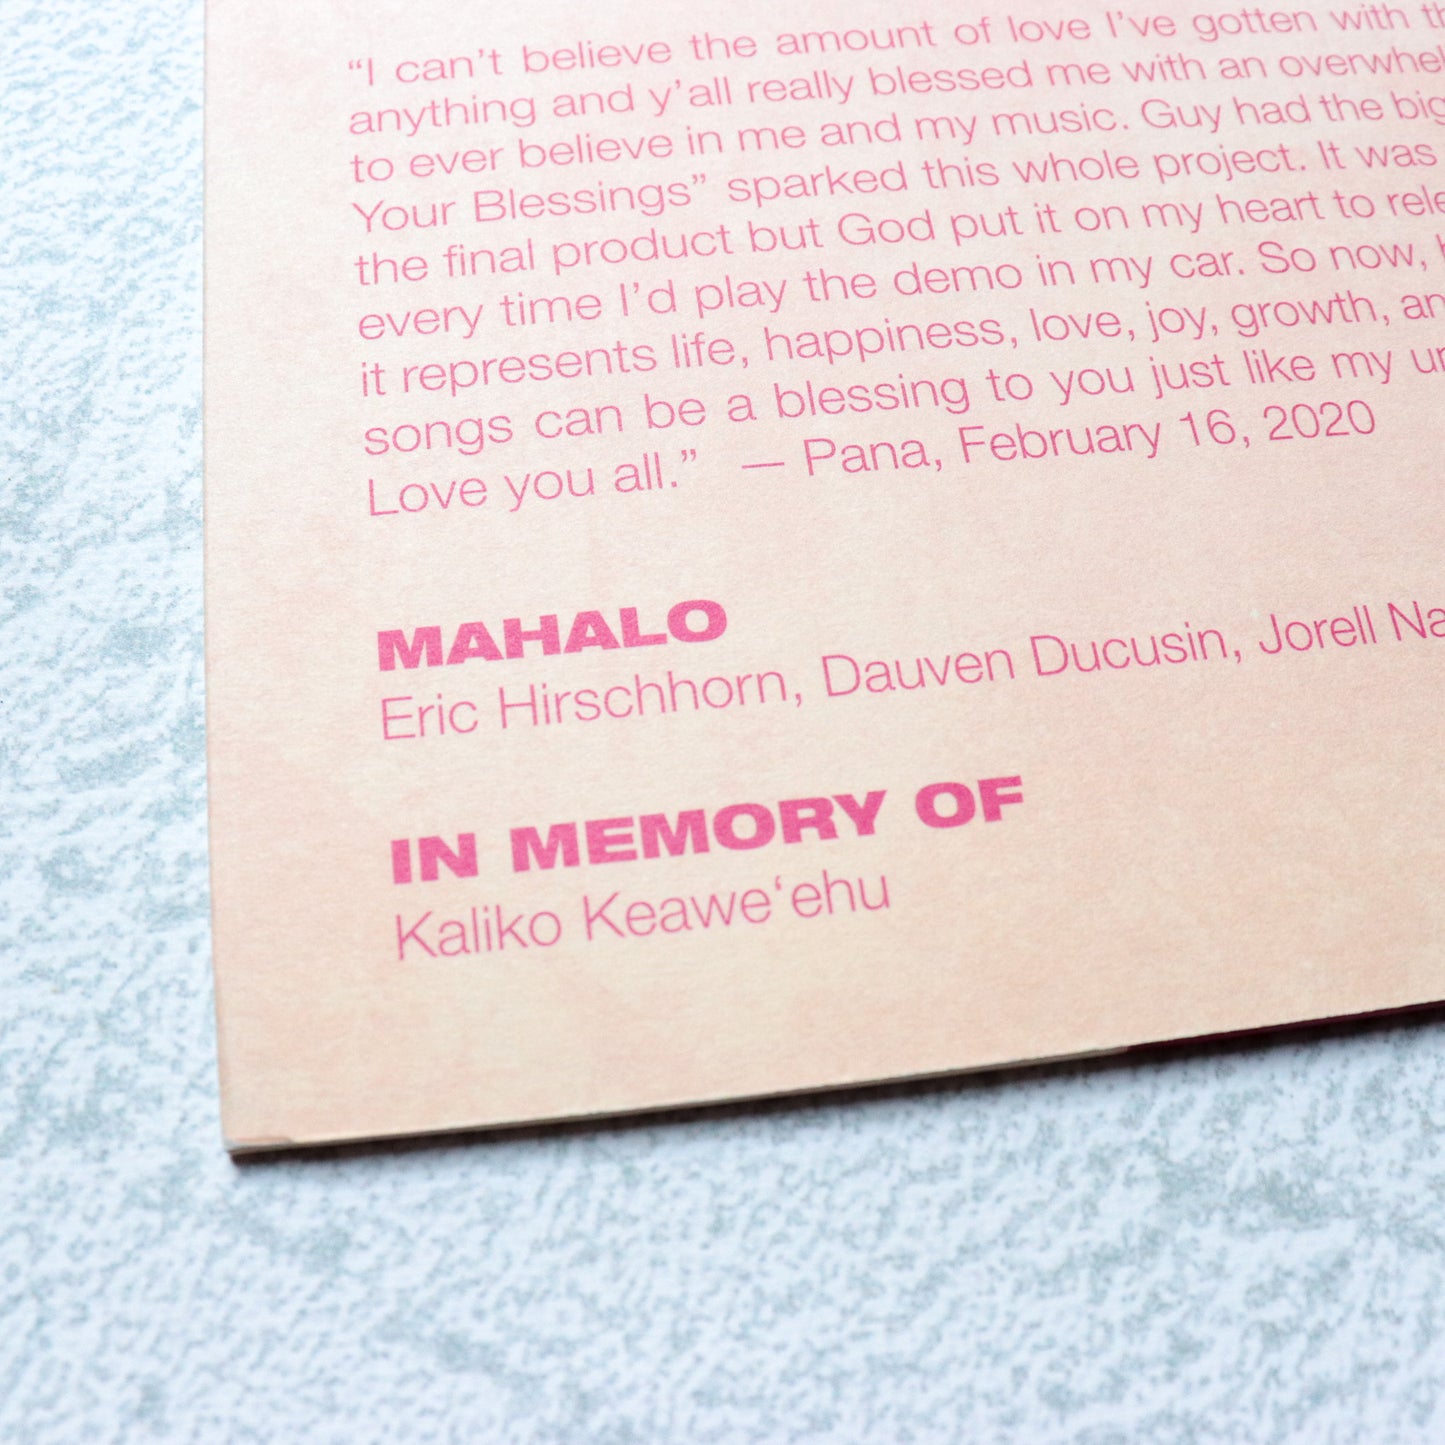 “I can’t believe the amount of love I’ve gotten with
anything and y’all really blessed me with an
to ever believe in me and my music. Guy had the
Your Blessings” sparked this whole project. It was
the final product but God put it on my heart to
every time I’d play the demo in my car. So now,
it represents life, happiness, love, joy, growth,
songs can be a blessing to you just like my
Love you all.” — Pana, February 16, 2020
MAHALO
Eric Hirschhorn, Dauven Ducusin, Jorell
IN MEMORY OF
Kaliko Keawe‘ehu